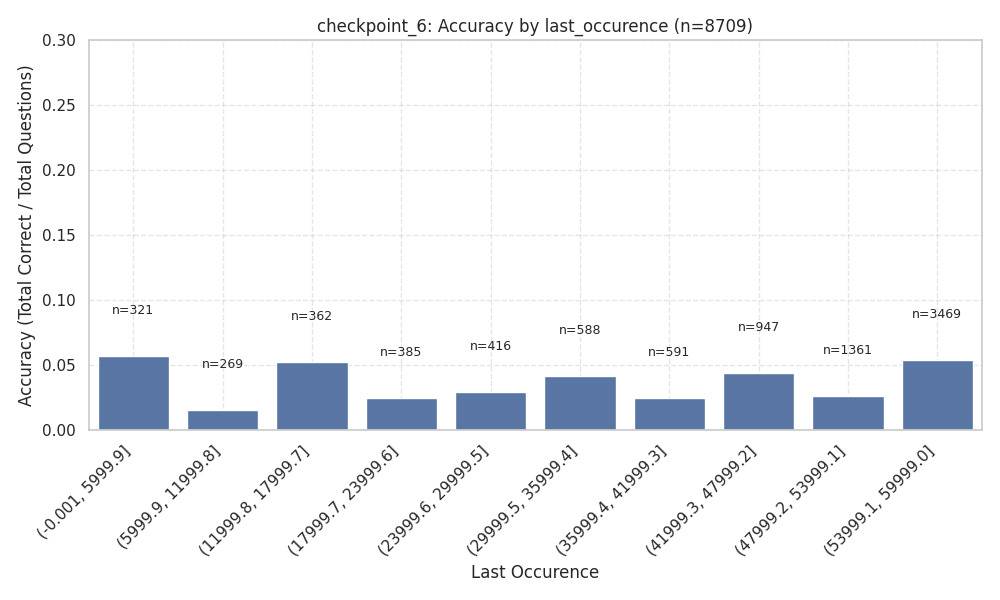 checkpoint_6: Accuracy by last_occurence (n=8709)
Accuracy (Total Correct / Total Questions)
0.30
0.25
0.20
0.15
0.10
0.05
0.00
n=321
n=269
n=362
n=385
n=416
n=588
n=591
n=947
n=1361
n=3469
(-0.001, 5999.9]
(5999.9, 11999.8]
(11999.8, 17999.7]
(17999.7, 23999.6]
(23999.6, 29999.5]
(29999.5, 35999.4]
(35999.4, 41999.3]
(41999.3, 47999.2]
(47999.2, 53999.1]
(53999.1, 59999.0]
Last Occurence